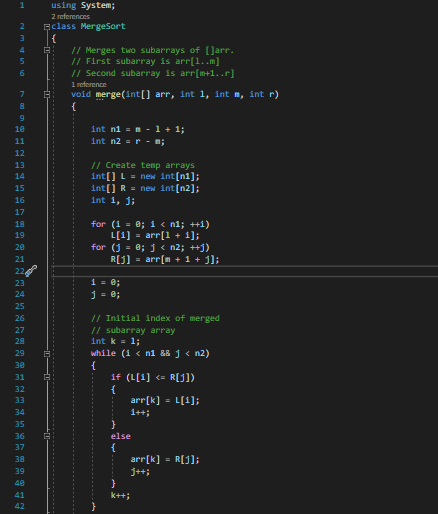 1 using System;
2 references
2 class MergeSort
3 {
4 // Merges two subarrays of []arr.
5 // First subarray is arr[l..m]
6 // Second subarray is arr[m+1..r]
1 reference
7 void merge(int[] arr, int l, int m, int r)
8 {
9
10 int n1 = m - l + 1;
11 int n2 = r - m;
12
13 // Create temp arrays
14 int[] L = new int[n1];
15 int[] R = new int[n2];
16 int i, j;
17
18 for (i = 0; i < n1; ++i)
19 L[i] = arr[l + i];
20 for (j = 0; j < n2; ++j)
21 R[j] = arr[m + 1 + j];
22
23 i = 0;
24 j = 0;
25
26 // Initial index of merged
27 // subarray array
28 int k = l;
29 while (i < n1 && j < n2)
30 {
31 if (L[i] <= R[j])
32 {
33 arr[k] = L[i];
34 i++;
35 }
36 else
37 {
38 arr[k] = R[j];
39 j++;
40 }
41 k++;
42 }